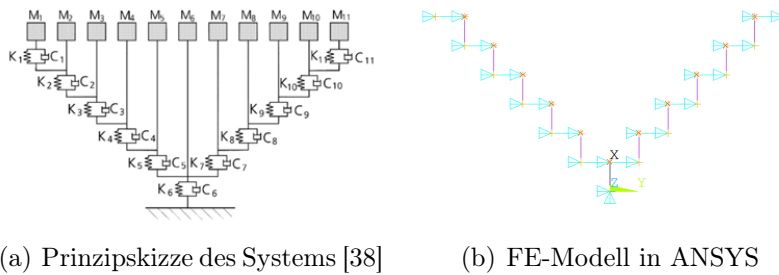 M1 M2 M3 M4 M5 M6 M7 M8 M9 M10 M11
K1 C1 K11 C11
K2 C2 K10 C10
K3 C3 K9 C9
K4 C4 K8 C8
K5 C5 K7 C7
K6 C6
X
Z Y
(a) Prinzipskizze des Systems [38]
(b) FE-Modell in ANSYS